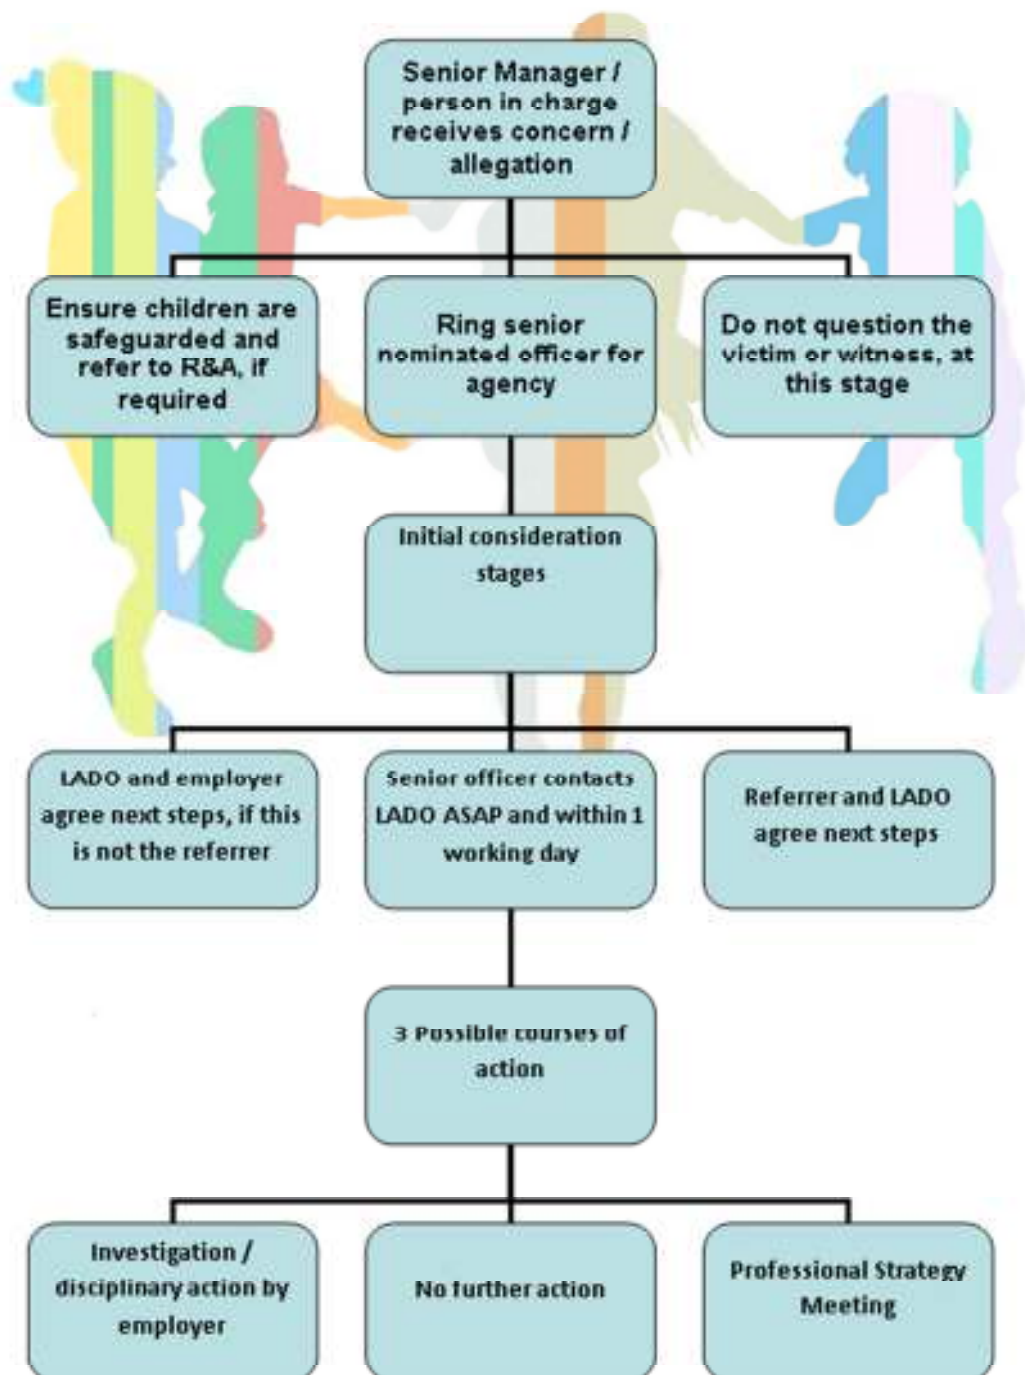 Senior Manager /
person in charge
receives concern /
allegation
Ensure children are
safeguarded and
refer to R&A, if
required
Ring senior
nominated officer for
agency
Do not question the
victim or witness, at
this stage
Initial consideration
stages
LADO and employer
agree next steps, if this
is not the referrer
Senior officer contacts
LADO ASAP and within 1
working day
Referrer and LADO
agree next steps
3 Possible courses of
action
Investigation /
disciplinary action by
employer
No further action
Professional Strategy
Meeting